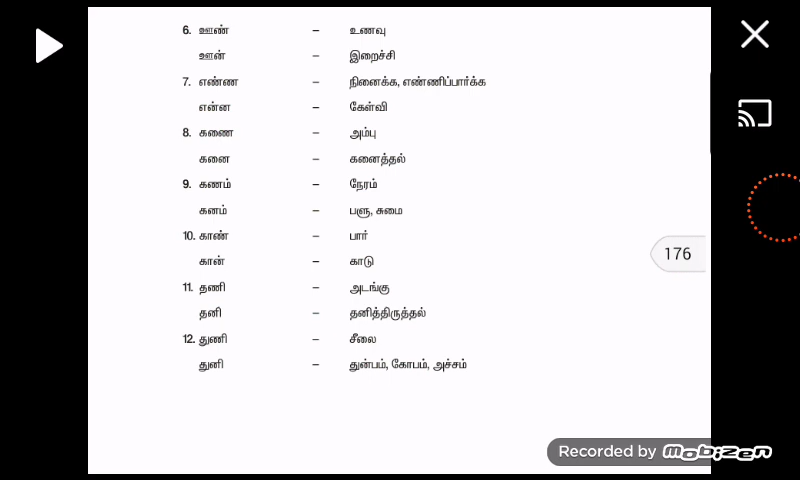 6. ஊண் – உணவு
ஊன் – இறைச்சி
7. எண்ண – நினைக்க, எண்ணிப்பார்க்க
என்ன – கேள்வி
8. கணை – அம்பு
கனை – கனைத்தல்
9. கணம் – நேரம்
கனம் – பளு, சுமை
10. காண் – பார்
கான் – காடு
176
11. தணி – அடங்கு
தனி – தனித்திருத்தல்
12. துணி – சீலை
துனி – துன்பம், கோபம், அச்சம்
Recorded by mobizen